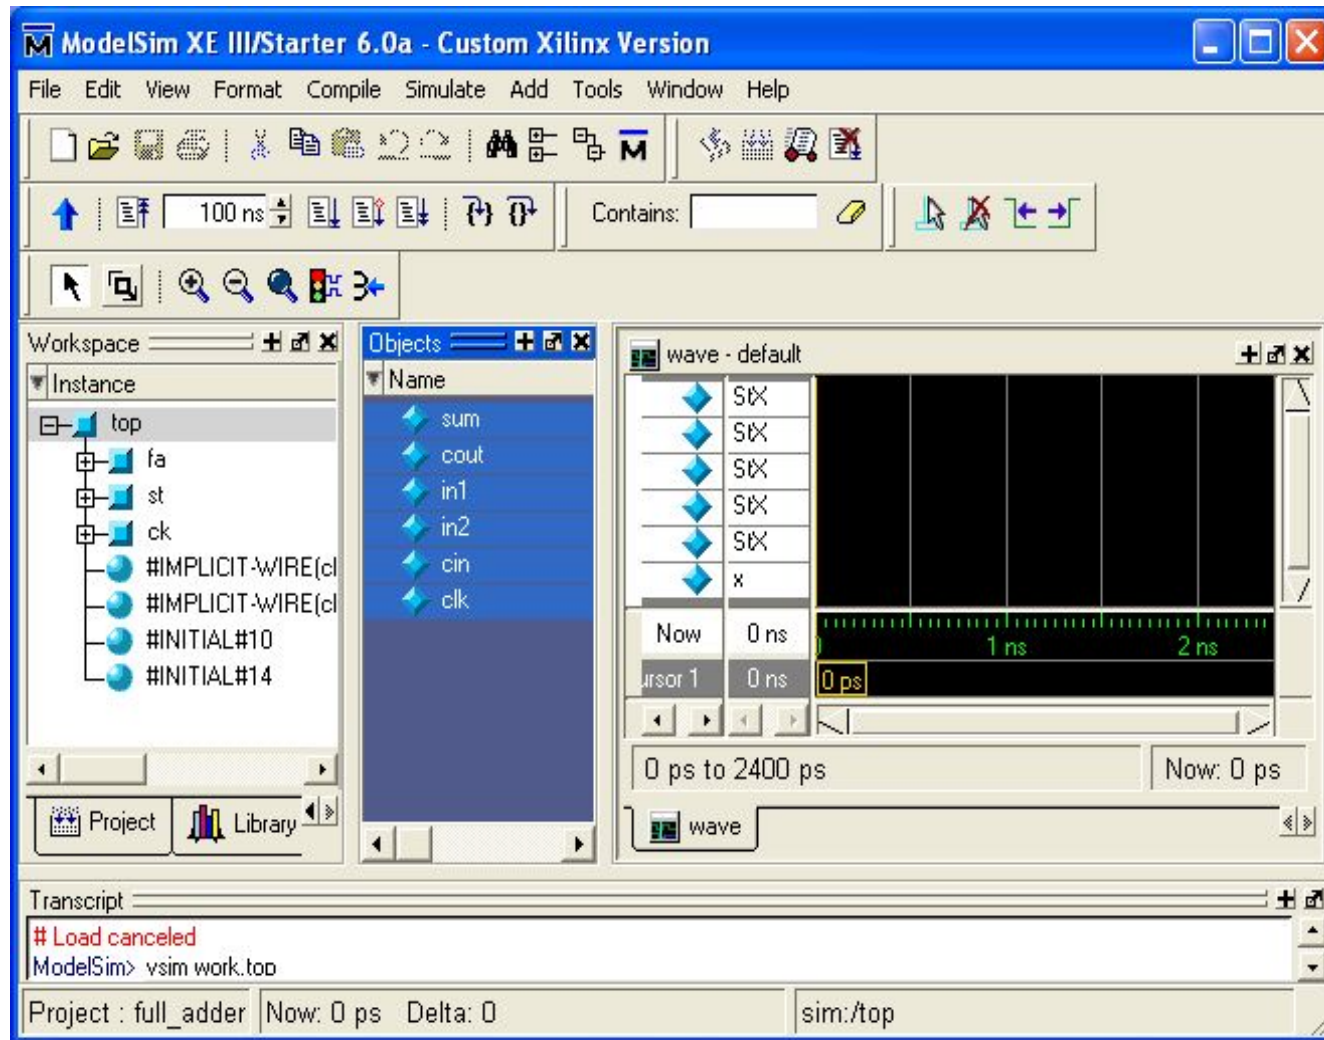 ModelSim XE III/Starter 6.0a - Custom Xilinx Version
File Edit View Format Compile Simulate Add Tools Window Help
100 ns Contains:
Workspace
Instance
top
fa
st
ck
#IMPLICIT-WIRE(cl
#IMPLICIT-WIRE(cl
#INITIAL#10
#INITIAL#14
Project Library
Objects
Name
sum
cout
in1
in2
cin
clk
wave - default
StX
StX
StX
StX
StX
x
Now 0 ns
1 ns 2 ns
ursor 1 0 ns 0 ps
0 ps to 2400 ps Now: 0 ps
wave
Transcript
# Load canceled
ModelSim> vsim work.top
Project : full_adder Now: 0 ps Delta: 0 sim:/top